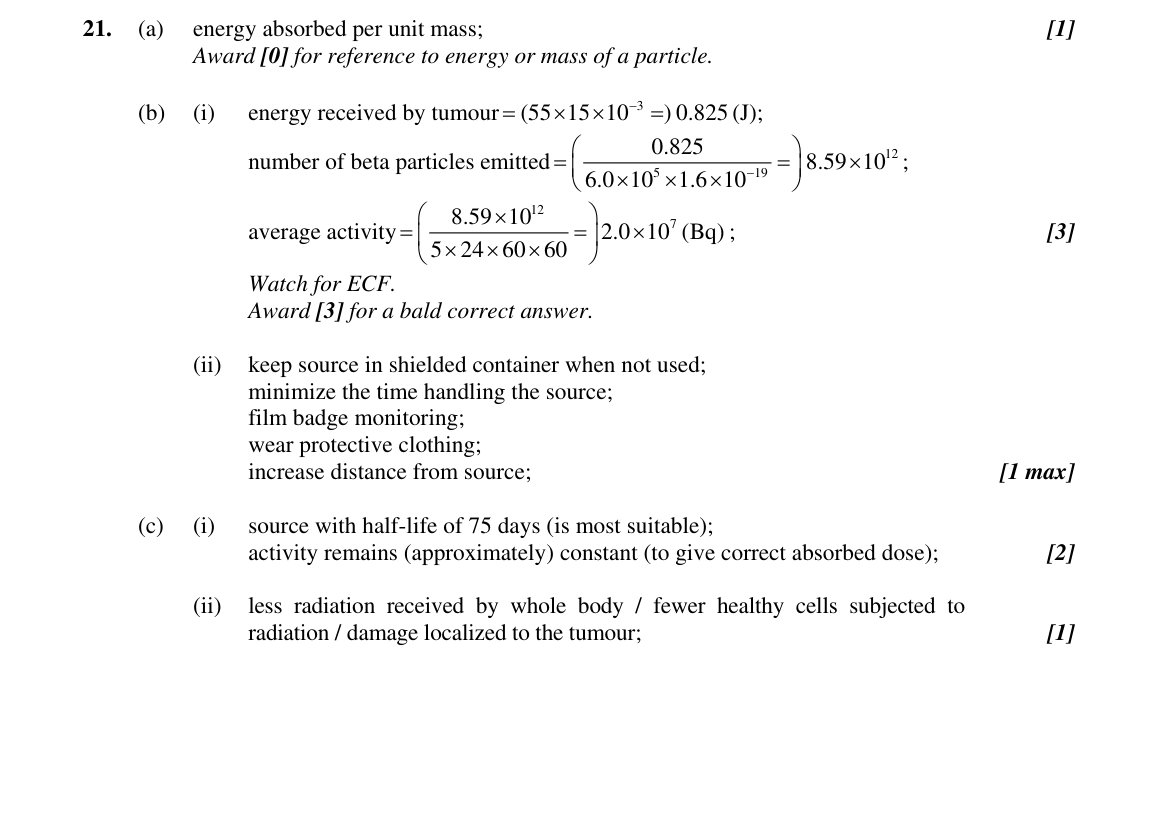 21. (a) energy absorbed per unit mass; [1]
Award [0] for reference to energy or mass of a particle.
(b) (i) energy received by tumour = (55×15×10⁻³ =) 0.825 (J);
number of beta particles emitted = (0.825 / 6.0×10⁵ ×1.6×10⁻¹⁹ =) 8.59×10¹² ;
average activity = (8.59×10¹² / 5×24×60×60 =) 2.0×10⁷ (Bq) ; [3]
Watch for ECF.
Award [3] for a bald correct answer.
(ii) keep source in shielded container when not used;
minimize the time handling the source;
film badge monitoring;
wear protective clothing;
increase distance from source; [1 max]
(c) (i) source with half-life of 75 days (is most suitable);
activity remains (approximately) constant (to give correct absorbed dose); [2]
(ii) less radiation received by whole body / fewer healthy cells subjected to
radiation / damage localized to the tumour; [1]